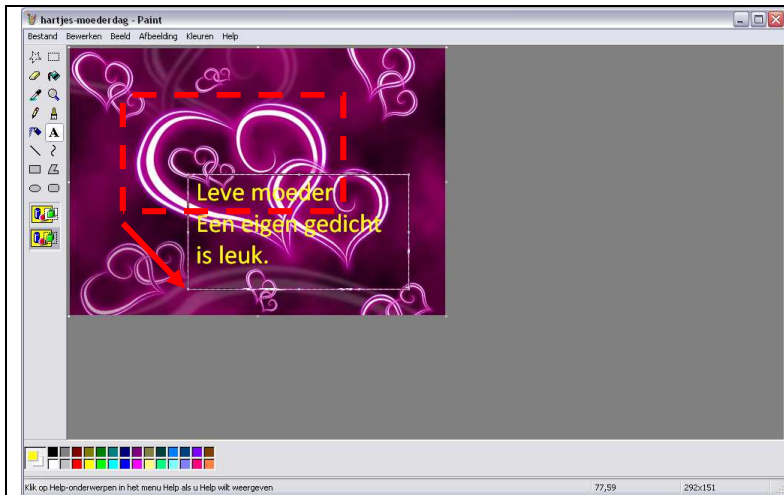 hartjes-moederdag - Paint
Bestand Bewerken Beeld Afbeelding Kleuren Help
A
Leve moeder
Een eigen gedicht
is leuk.
Klik op Help-onderwerpen in het menu Help als u Help wilt weergeven 77,59 292x151